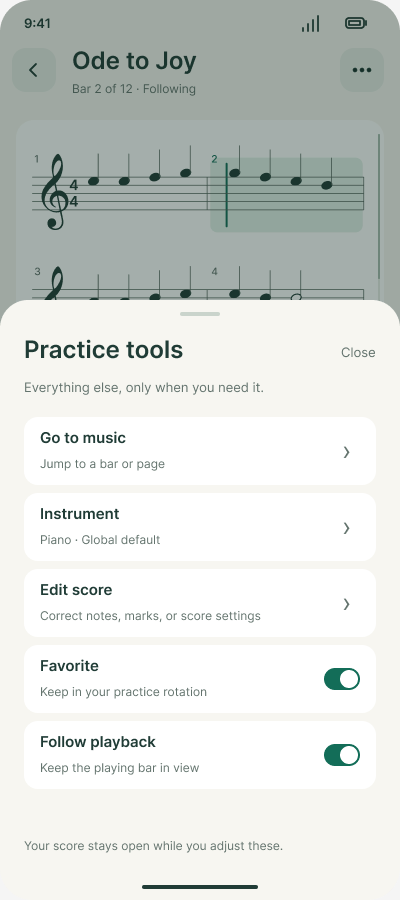 9:41
Ode to Joy
Bar 2 of 12 · Following
1
2
4
4
3
4
Practice tools
Close
Everything else, only when you need it.
Go to music
Jump to a bar or page
Instrument
Piano · Global default
Edit score
Correct notes, marks, or score settings
Favorite
Keep in your practice rotation
Follow playback
Keep the playing bar in view
Your score stays open while you adjust these.